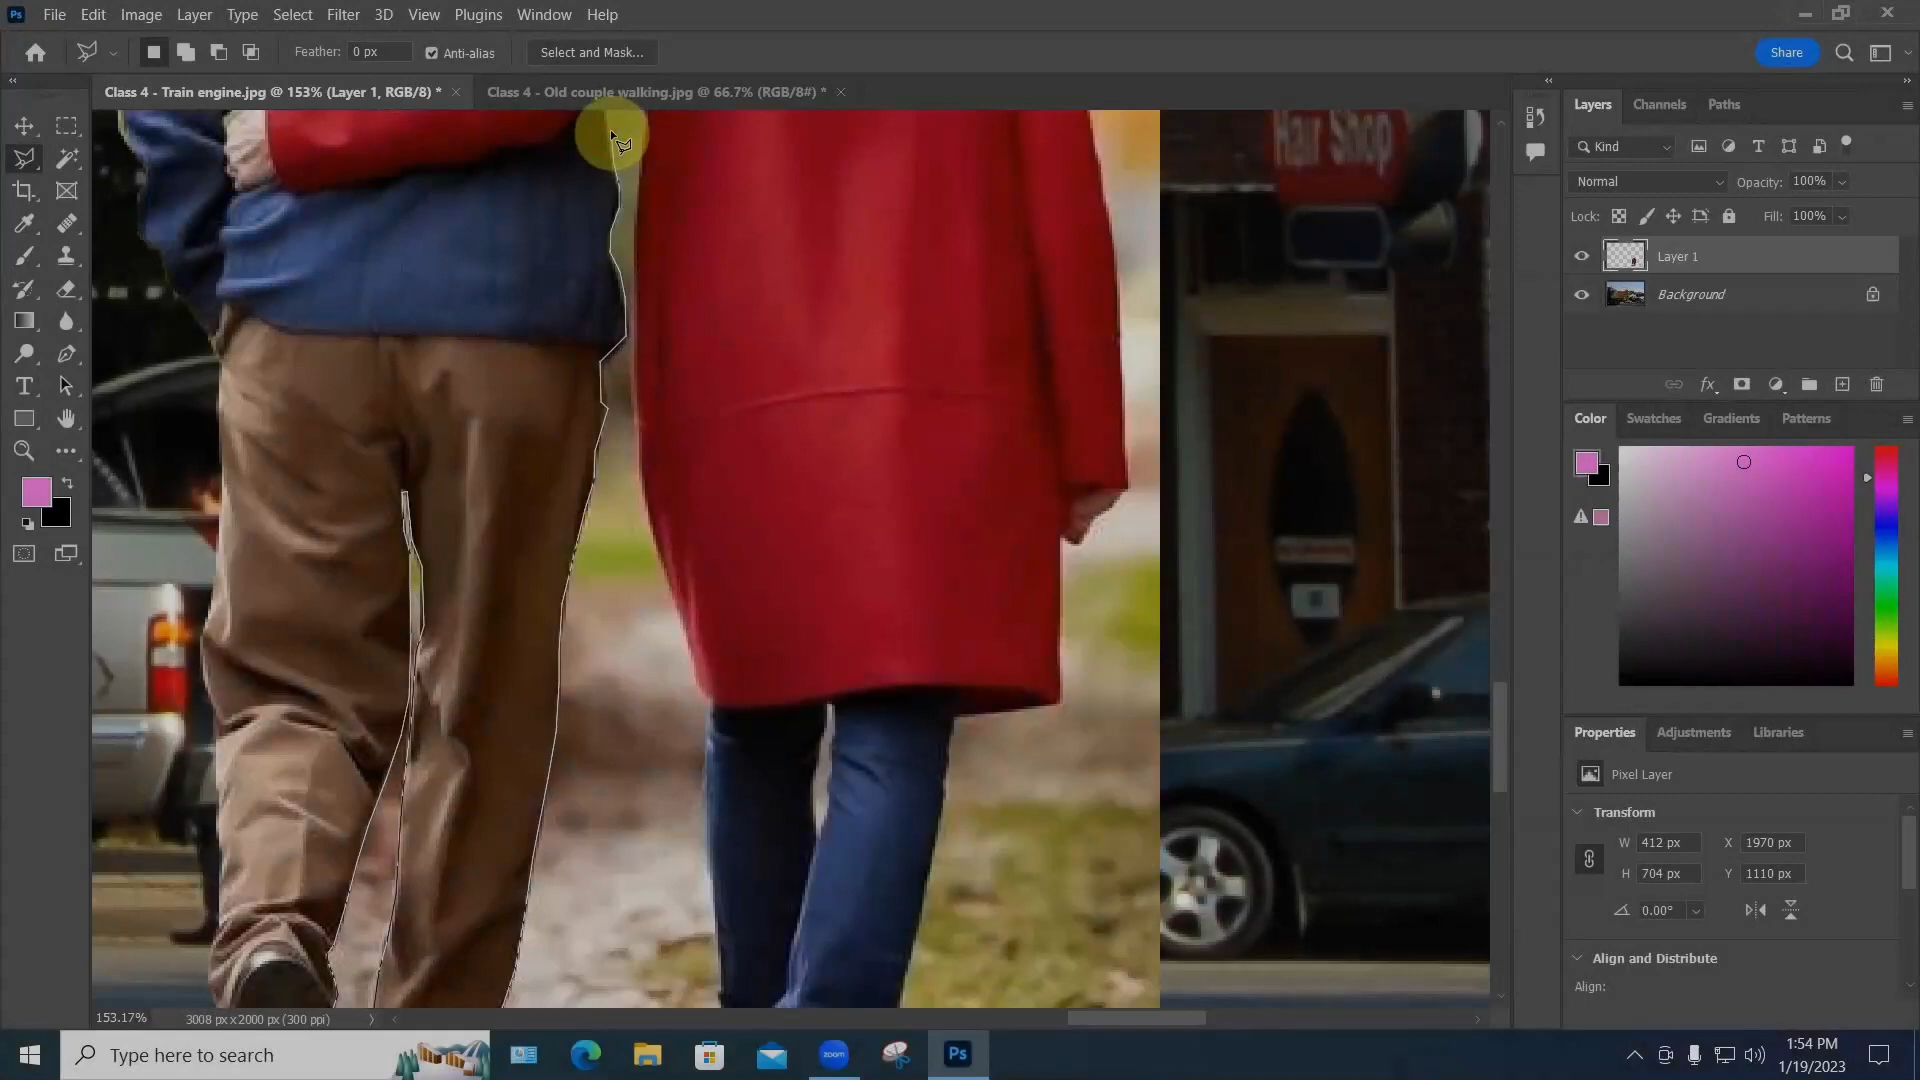 Ps File Edit Image Layer Type Select Filter 3D View Plugins Window Help
Feather: 0 px Anti-alias Select and Mask... Share
Class 4 - Train engine.jpg @ 153% (Layer 1, RGB/8) * Class 4 - Old couple walking.jpg @ 66.7% (RGB/8#) *
Layers Channels Paths
Kind
Normal Opacity: 100%
Lock: Fill: 100%
Layer 1
Background
Hair Shop
Color Swatches Gradients Patterns
Properties Adjustments Libraries
Pixel Layer
Transform
W 412 px X 1970 px
H 704 px Y 1110 px
0.00°
Align and Distribute
Align:
153.17% 3008 px x 2000 px (300 ppi)
Type here to search
zoom
Ps
1:54 PM
1/19/2023